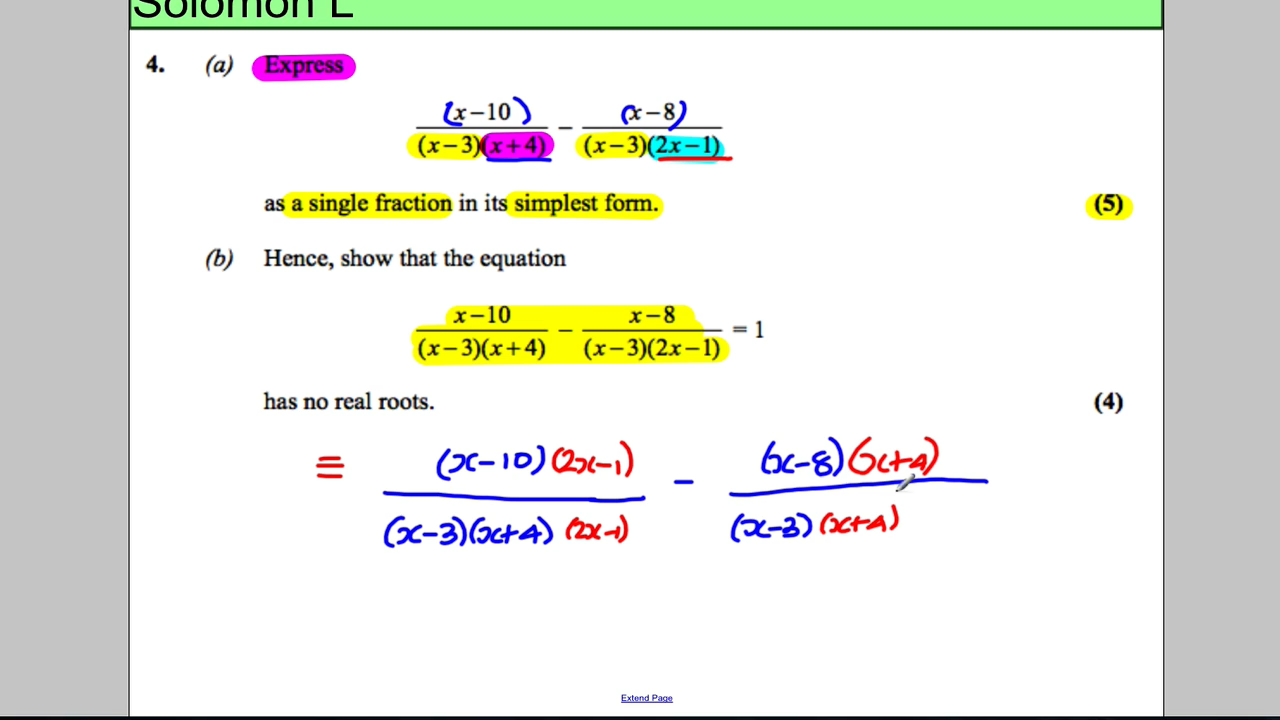 Solomon L
4. (a) Express
(x−10) / (x−3)(x+4) − (x−8) / (x−3)(2x−1)
as a single fraction in its simplest form. (5)
(b) Hence, show that the equation
x−10 / (x−3)(x+4) − x−8 / (x−3)(2x−1) = 1
has no real roots. (4)
≡ (x−10)(2x−1) / (x−3)(x+4)(2x−1) − (x−8)(x+4) / (x−3)(x+4)
Extend Page